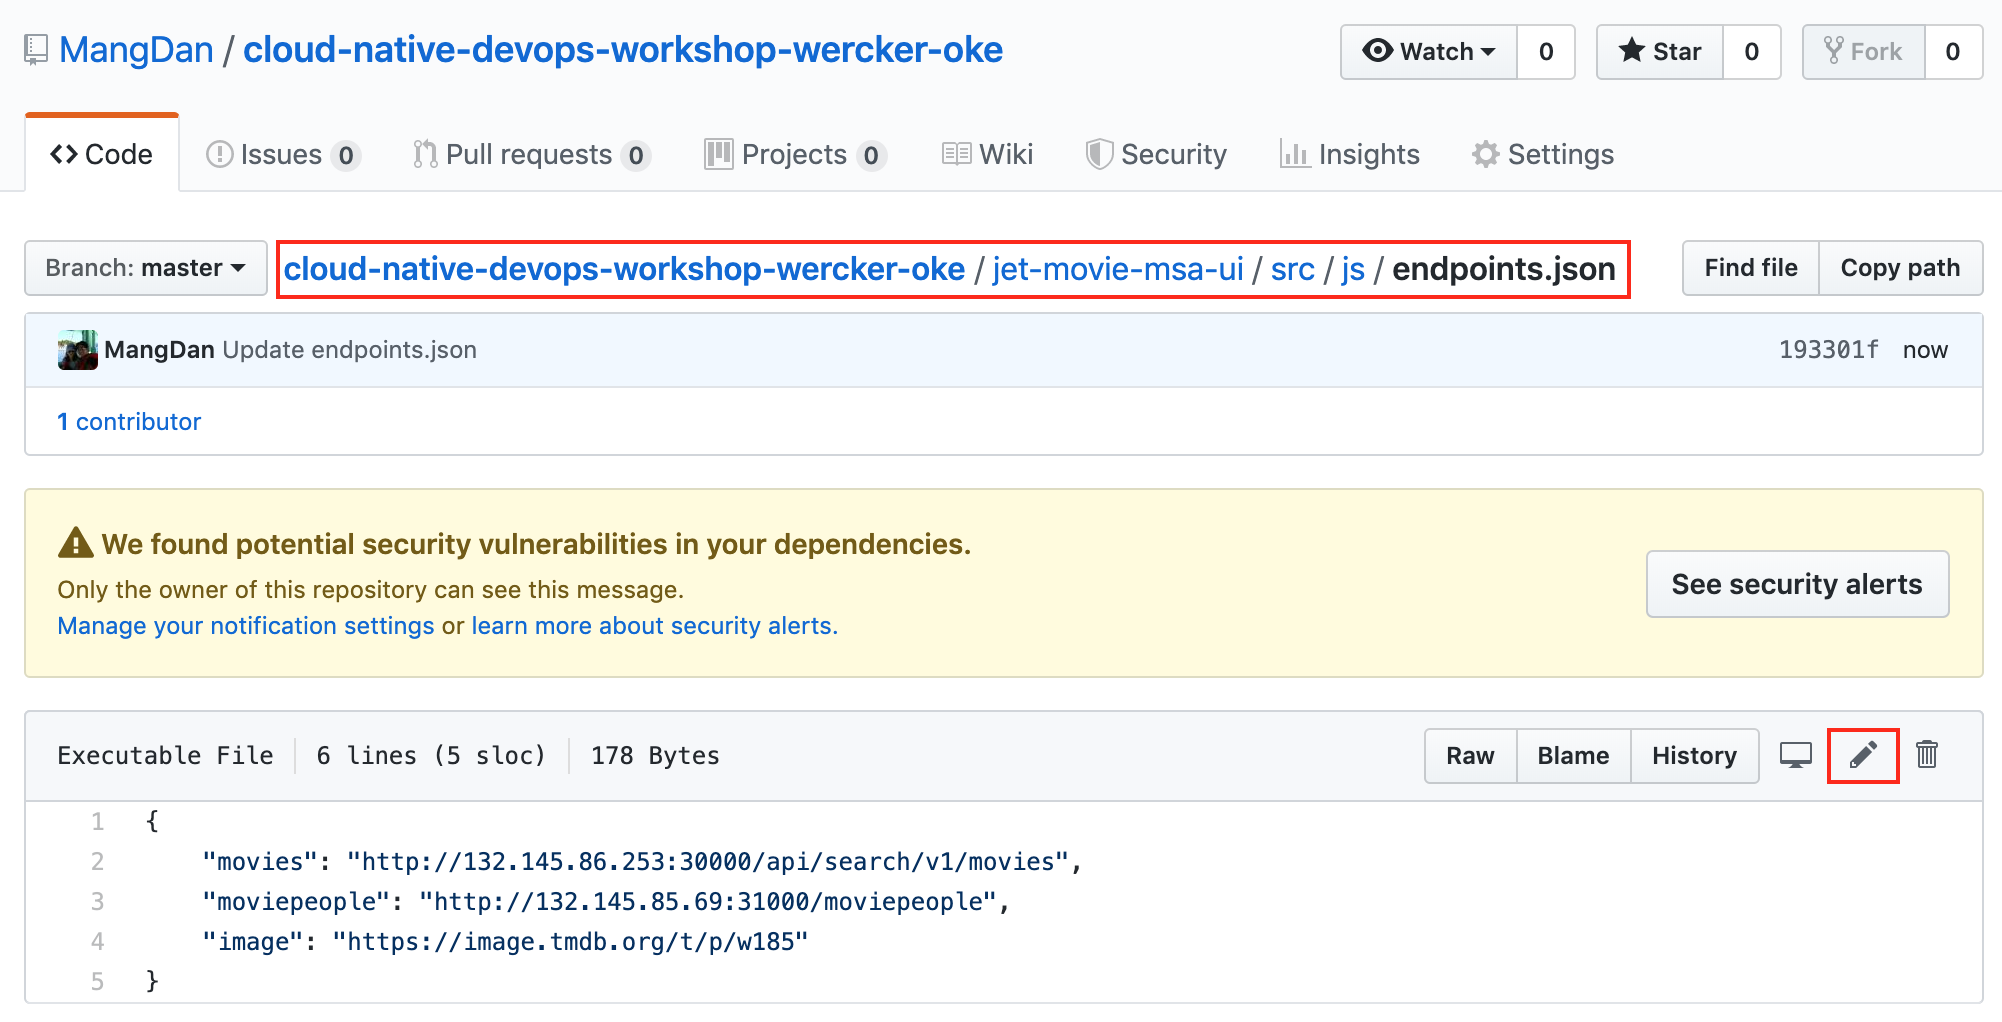 MangDan / cloud-native-devops-workshop-wercker-oke Watch 0 Star 0 Fork 0
Code Issues 0 Pull requests 0 Projects 0 Wiki Security Insights Settings
Branch: master cloud-native-devops-workshop-wercker-oke / jet-movie-msa-ui / src / js / endpoints.json Find file Copy path
MangDan Update endpoints.json 193301f now
1 contributor
We found potential security vulnerabilities in your dependencies.
Only the owner of this repository can see this message.
Manage your notification settings or learn more about security alerts.
See security alerts
Executable File 6 lines (5 sloc) 178 Bytes Raw Blame History
1 {
2 "movies": "http://132.145.86.253:30000/api/search/v1/movies",
3 "moviepeople": "http://132.145.85.69:31000/moviepeople",
4 "image": "https://image.tmdb.org/t/p/w185"
5 }